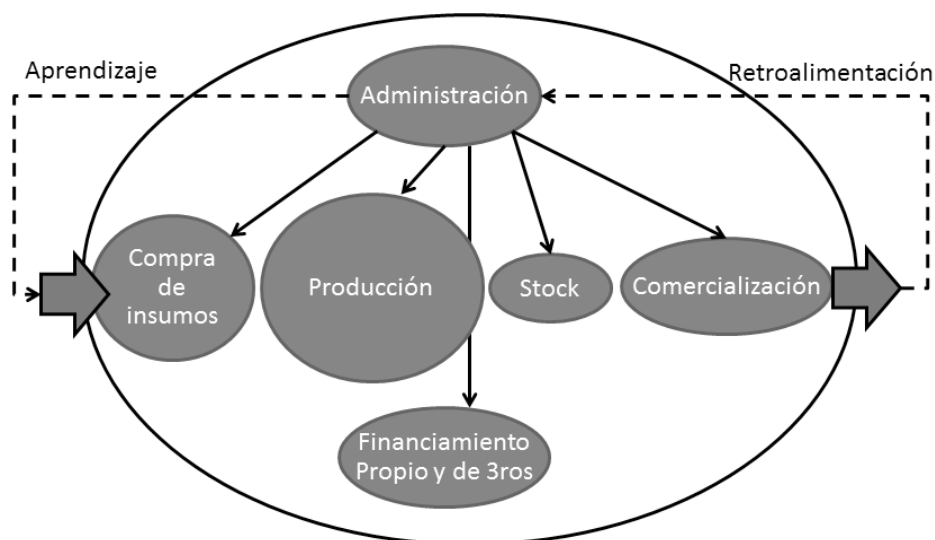 Aprendizaje
Retroalimentación
Administración
Compra
de
insumos
Producción
Stock
Comercialización
Financiamiento
Propio y de 3ros